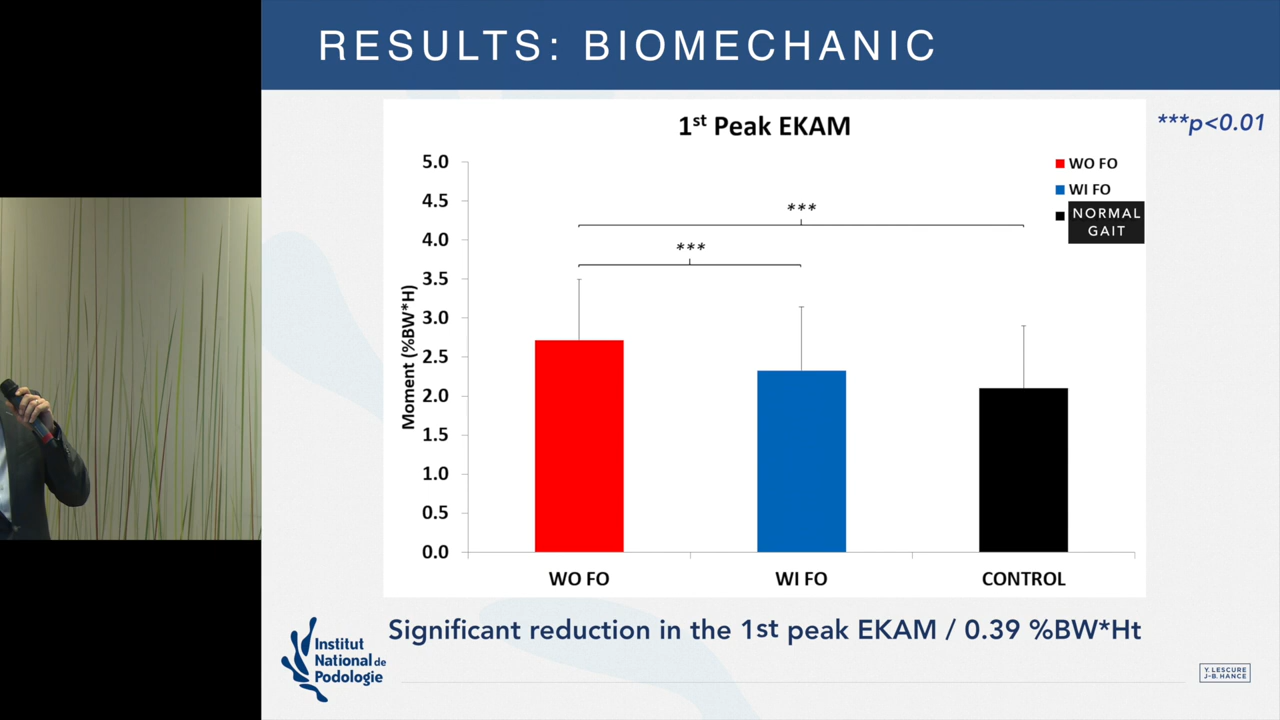 RESULTS: BIOMECHANIC
***p<0.01
1st Peak EKAM
5.0
4.5
4.0
3.5
3.0
2.5
2.0
1.5
1.0
0.5
0.0
Moment (%BW*H)
***
***
WO FO
WI FO
NORMAL
GAIT
WO FO
WI FO
CONTROL
Significant reduction in the 1st peak EKAM / 0.39 %BW*Ht
Institut
National de
Podologie
Y. LESCURE
J-B. HANCE